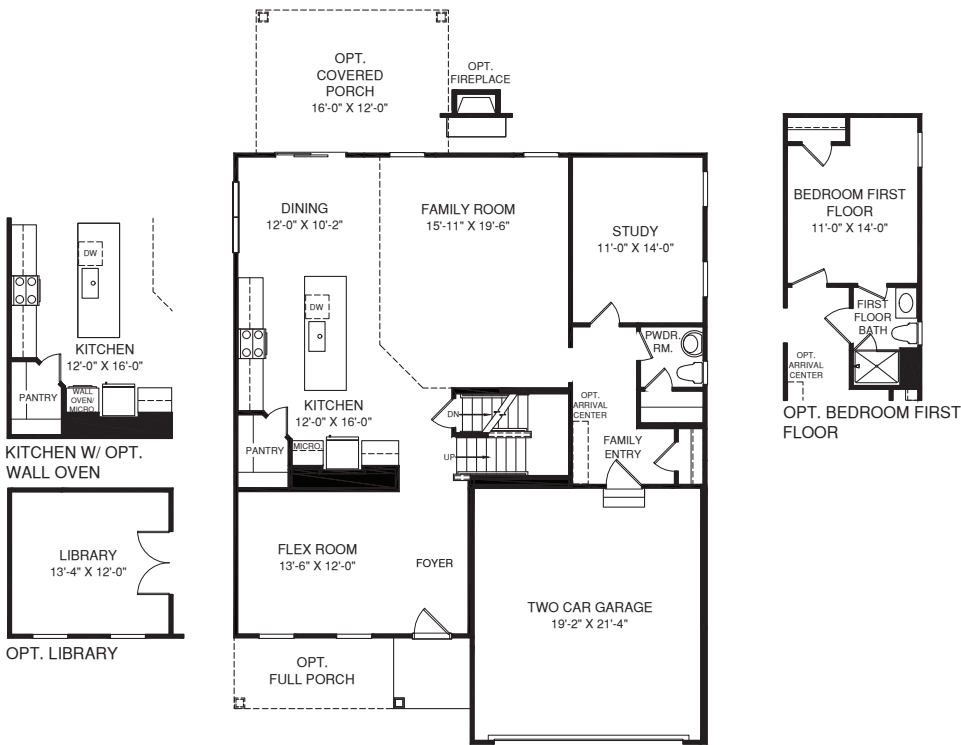 OPT.
COVERED
PORCH
16'-0" X 12'-0"
OPT.
FIREPLACE
DINING
12'-0" X 10'-2"
FAMILY ROOM
15'-11" X 19'-6"
STUDY
11'-0" X 14'-0"
DW
KITCHEN
12'-0" X 16'-0"
PANTRY
MICRO.
DN
UP
OPT.
ARRIVAL
CENTER
PWDR.
RM.
FAMILY
ENTRY
FLEX ROOM
13'-6" X 12'-0"
FOYER
TWO CAR GARAGE
19'-2" X 21'-4"
OPT.
FULL PORCH
DW
KITCHEN
12'-0" X 16'-0"
PANTRY
WALL
OVEN/
MICRO.
KITCHEN W/ OPT.
WALL OVEN
LIBRARY
13'-4" X 12'-0"
OPT. LIBRARY
BEDROOM FIRST
FLOOR
11'-0" X 14'-0"
FIRST
FLOOR
BATH
OPT.
ARRIVAL
CENTER
OPT. BEDROOM FIRST
FLOOR